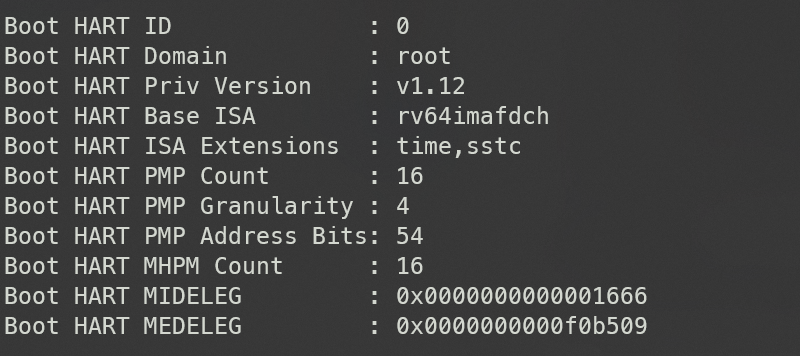 Boot HART ID              : 0
Boot HART Domain          : root
Boot HART Priv Version    : v1.12
Boot HART Base ISA        : rv64imafdch
Boot HART ISA Extensions  : time,sstc
Boot HART PMP Count       : 16
Boot HART PMP Granularity : 4
Boot HART PMP Address Bits: 54
Boot HART MHPM Count      : 16
Boot HART MIDELEG         : 0x0000000000001666
Boot HART MEDELEG         : 0x0000000000f0b509